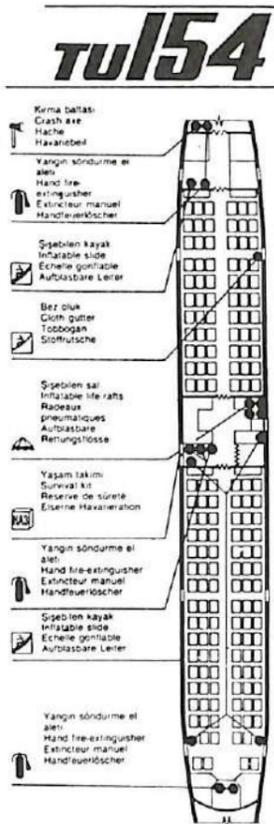 TU154
Kırma baltası
Crash axe
Hache
Havariebeil
Yangın söndürme el
aleti
Hand fire-
extinguisher
Extincteur manuel
Handfeuerlöscher
Şişebilen kayak
Inflatable slide
Echelle gonflable
Aufblasbare Leiter
Bez oluk
Cloth gutter
Tobbogan
Stoffrutsche
Şişebilen sal
Inflatable life rafts
Radeaux
pneumatiques
Aufblasbare
Rettungsflösse
Yaşam takimi
Survival kit
Reserve de sûreté
Eiserne Havarieration
НАЗ
Yangın söndürme el
aleti
Hand fire-extinguisher
Extincteur manuel
Handfeuerlöscher
Şişebilen kayak
Inflatable slide
Echelle gonflable
Aufblasbare Leiter
Yangın söndürme el
aleti
Hand fire-extinguisher
Extincteur manuel
Handfeuerlöscher